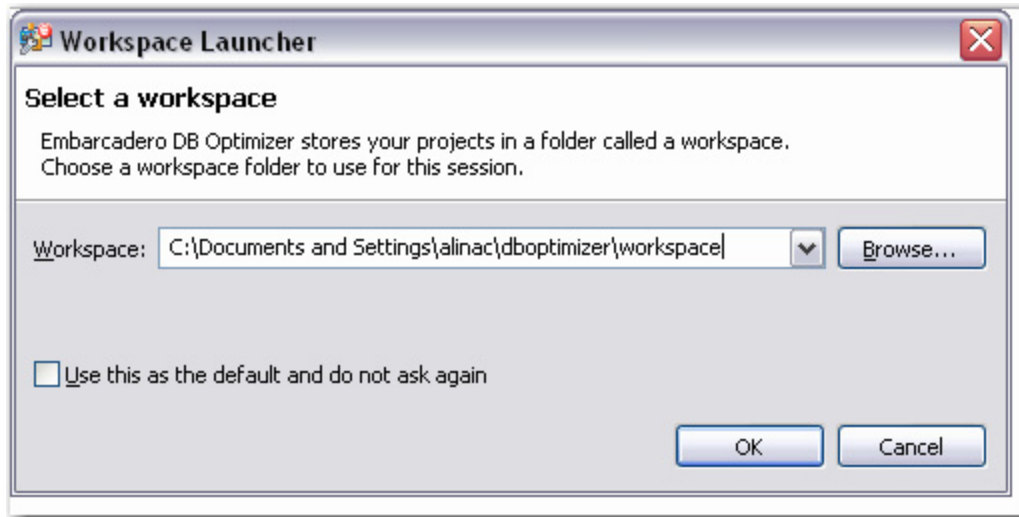 Workspace Launcher
Select a workspace
Embarcadero DB Optimizer stores your projects in a folder called a workspace.
Choose a workspace folder to use for this session.
Workspace: C:\Documents and Settings\alinac\dboptimizer\workspace Browse...
Use this as the default and do not ask again
OK Cancel